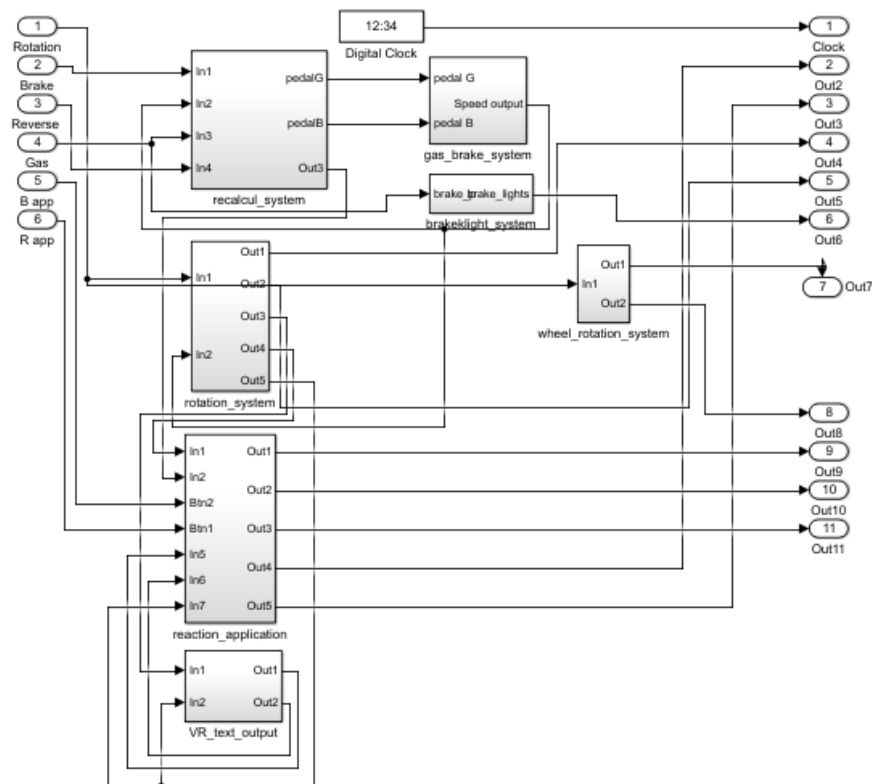 1
Rotation
2
Brake
3
Reverse
4
Gas
5
B app
6
R app
12:34
Digital Clock
1
Clock
2
Out2
3
Out3
4
Out4
5
Out5
6
Out6
7
Out7
8
Out8
9
Out9
10
Out10
11
Out11
In1
In2
In3
In4
pedalG
pedalB
Out3
recalcul_system
pedal G
pedal B
Speed output
gas_brake_system
brake_lights
brakeklight_system
In1
In2
Out1
Out2
Out3
Out4
Out5
rotation_system
In1
Out1
Out2
wheel_rotation_system
In1
In2
Btn2
Btn1
In5
In6
In7
Out1
Out2
Out3
Out4
Out5
reaction_application
In1
In2
Out1
Out2
VR_text_output